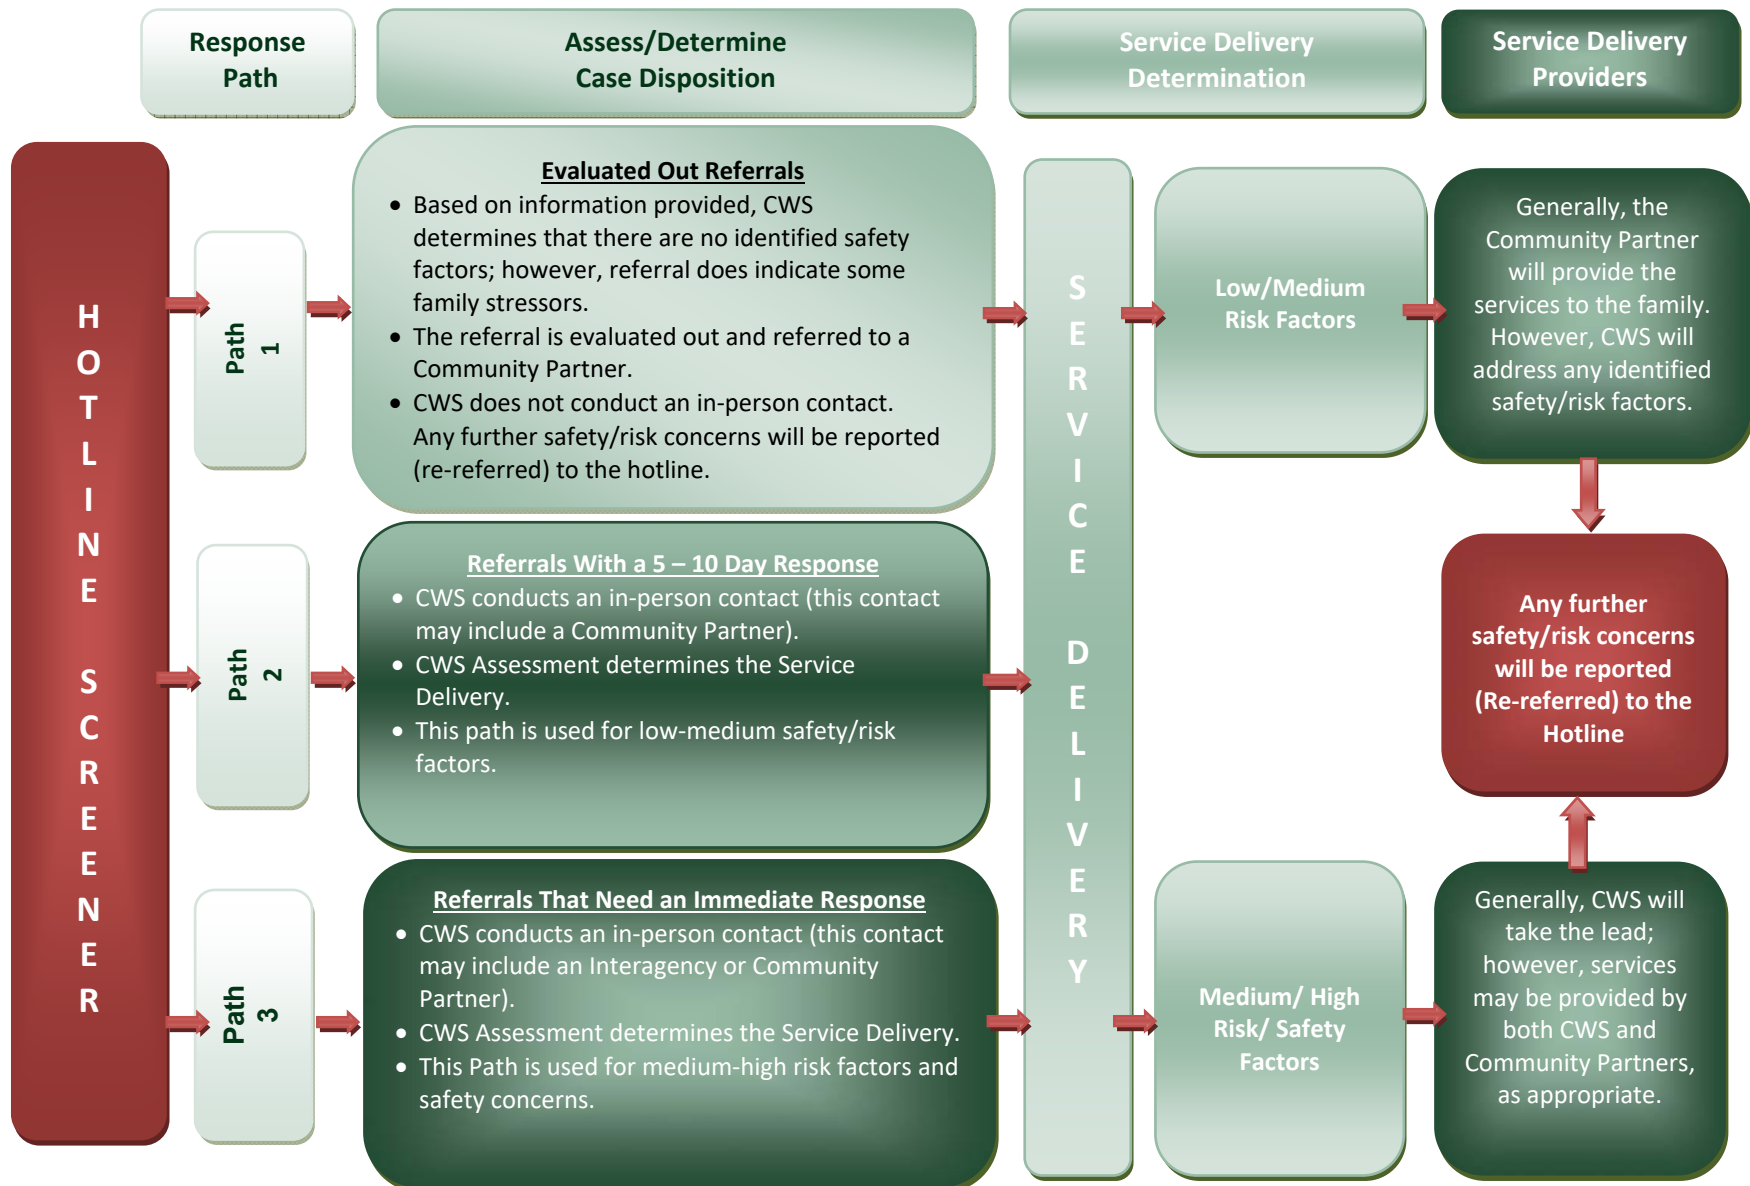 Response
Path
Assess/Determine
Case Disposition
Service Delivery
Determination
Service Delivery
Providers
HOTLINE SCREENER
Path
1
Evaluated Out Referrals
• Based on information provided, CWS
determines that there are no identified safety
factors; however, referral does indicate some
family stressors.
• The referral is evaluated out and referred to a
Community Partner.
• CWS does not conduct an in-person contact.
Any further safety/risk concerns will be reported
(re-referred) to the hotline.
Path
2
Referrals With a 5 – 10 Day Response
• CWS conducts an in-person contact (this contact
may include a Community Partner).
• CWS Assessment determines the Service
Delivery.
• This path is used for low-medium safety/risk
factors.
Path
3
Referrals That Need an Immediate Response
• CWS conducts an in-person contact (this contact
may include an Interagency or Community
Partner).
• CWS Assessment determines the Service Delivery.
• This Path is used for medium-high risk factors and
safety concerns.
SERVICE DELIVERY
Low/Medium
Risk Factors
Generally, the
Community Partner
will provide the
services to the family.
However, CWS will
address any identified
safety/risk factors.
Any further
safety/risk concerns
will be reported
(Re-referred) to the
Hotline
Medium/ High
Risk/ Safety
Factors
Generally, CWS will
take the lead;
however, services
may be provided by
both CWS and
Community Partners,
as appropriate.